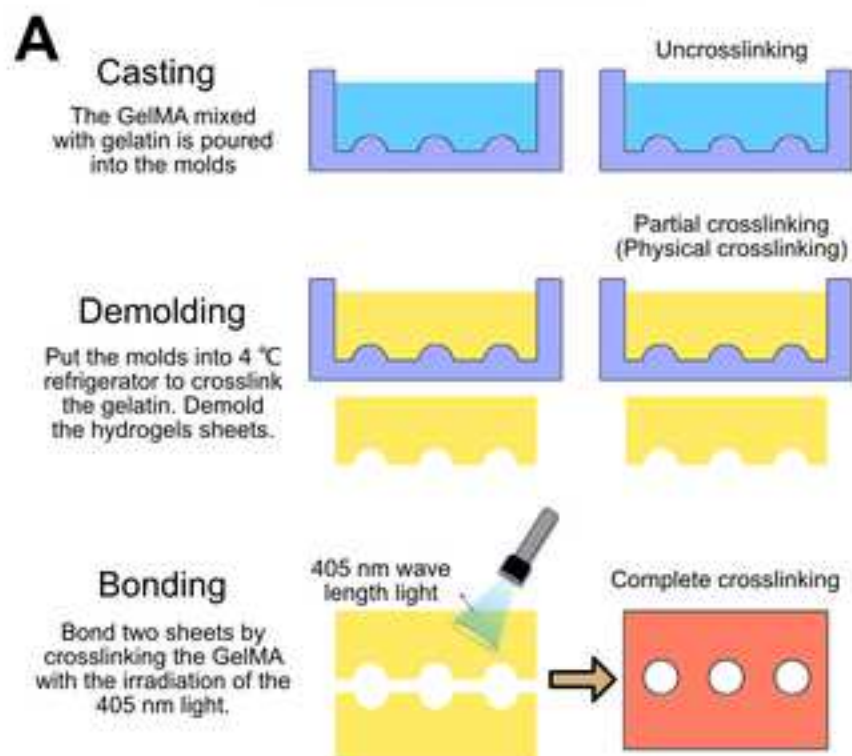 A
Casting
The GelMA mixed
with gelatin is poured
into the molds
Uncrosslinking
Partial crosslinking
(Physical crosslinking)
Demolding
Put the molds into 4 ℃
refrigerator to crosslink
the gelatin. Demold
the hydrogels sheets.
Bonding
Bond two sheets by
crosslinking the GelMA
with the irradiation of the
405 nm light.
405 nm wave
length light
Complete crosslinking